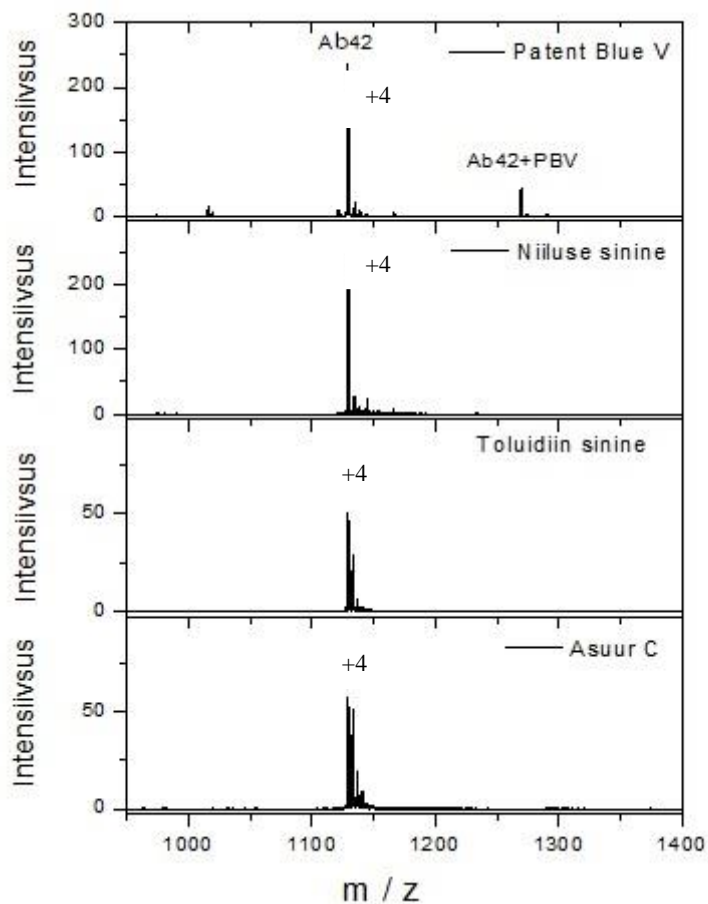 300
Ab42
Patent Blue V
200
+4
Ab42+PBV
100
0
Intensiivsus
+4
Niiluse sinine
200
100
0
Intensiivsus
Toluidiin sinine
+4
50
0
Intensiivsus
+4
Asuur C
50
0
Intensiivsus
1000 1100 1200 1300 1400
m / z